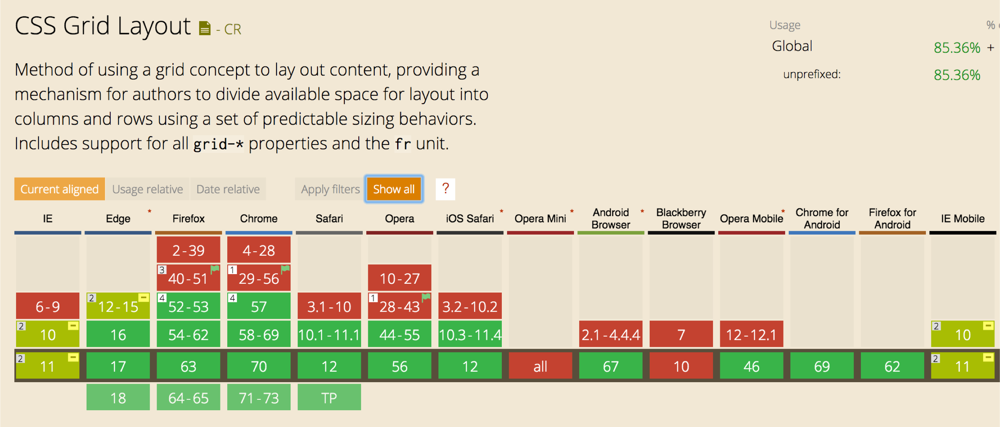 CSS Grid Layout - CR
Usage % 
Global 85.36% +
unprefixed: 85.36%
Method of using a grid concept to lay out content, providing a
mechanism for authors to divide available space for layout into
columns and rows using a set of predictable sizing behaviors.
Includes support for all grid-* properties and the fr unit.
Current aligned Usage relative Date relative Apply filters Show all ?
IE Edge * Firefox Chrome Safari Opera iOS Safari * Opera Mini * Android Browser * Blackberry Browser Opera Mobile * Chrome for Android Firefox for Android IE Mobile
2-39 4-28
3 40-51 1 29-56 10-27
6-9 2 12-15 4 52-53 4 57 3.1-10 1 28-43 3.2-10.2
2 10 16 54-62 58-69 10.1-11.1 44-55 10.3-11.4 2.1-4.4.4 7 12-12.1 2 10
2 11 17 63 70 12 56 12 all 67 10 46 69 62 2 11
18 64-65 71-73 TP